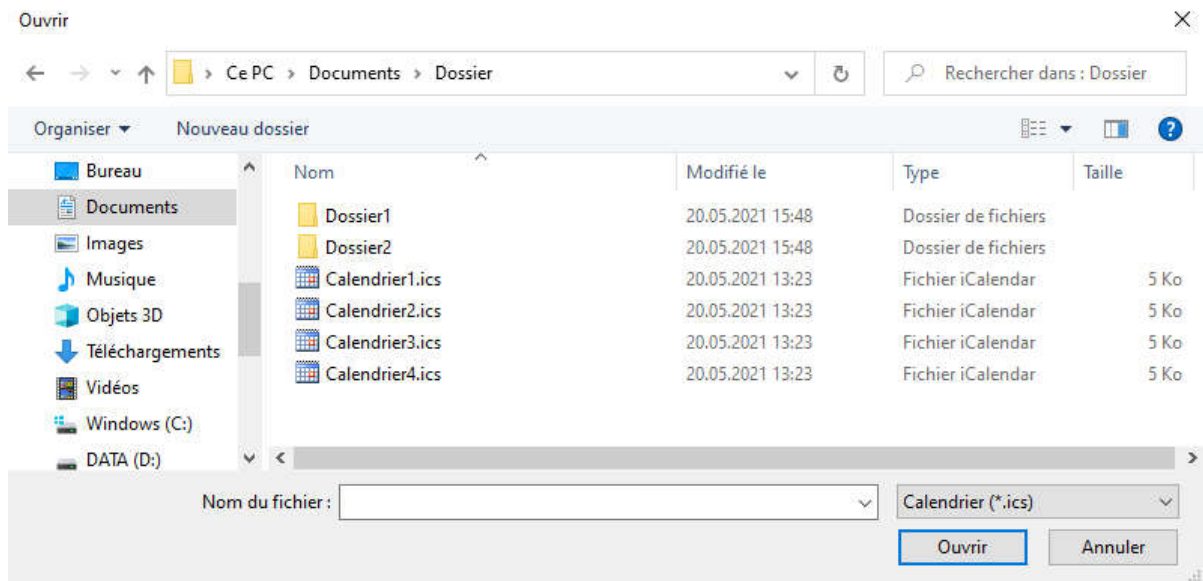 Ouvrir
Ce PC > Documents > Dossier
Rechercher dans : Dossier
Organiser
Nouveau dossier
Bureau
Documents
Images
Musique
Objets 3D
Téléchargements
Vidéos
Windows (C:)
DATA (D:)
Nom Modifié le Type Taille
Dossier1 20.05.2021 15:48 Dossier de fichiers
Dossier2 20.05.2021 15:48 Dossier de fichiers
Calendrier1.ics 20.05.2021 13:23 Fichier iCalendar 5 Ko
Calendrier2.ics 20.05.2021 13:23 Fichier iCalendar 5 Ko
Calendrier3.ics 20.05.2021 13:23 Fichier iCalendar 5 Ko
Calendrier4.ics 20.05.2021 13:23 Fichier iCalendar 5 Ko
Nom du fichier :
Calendrier (*.ics)
Ouvrir
Annuler